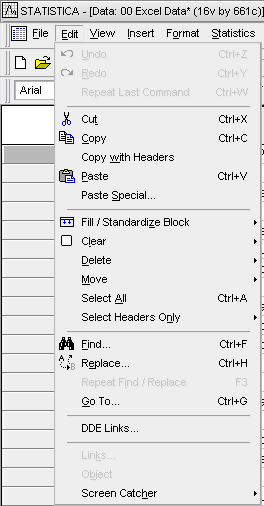 STATISTICA - [Data: 00 Excel Data* (16v by 661c)]
File Edit View Insert Format Statistics
Arial
Undo Ctrl+Z
Redo Ctrl+Y
Repeat Last Command Ctrl+W
Cut Ctrl+X
Copy Ctrl+C
Copy with Headers
Paste Ctrl+V
Paste Special...
Fill / Standardize Block
Clear
Delete
Move
Select All Ctrl+A
Select Headers Only
Find... Ctrl+F
Replace... Ctrl+H
Repeat Find / Replace F3
Go To... Ctrl+G
DDE Links...
Links...
Object
Screen Catcher